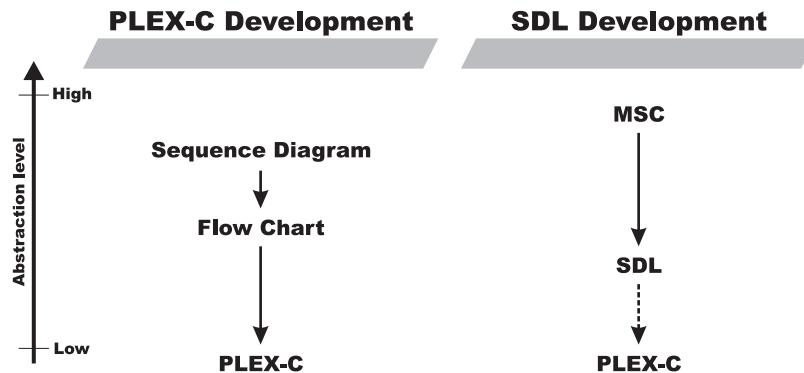 PLEX-C Development
SDL Development
Abstraction level
High
Low
Sequence Diagram
Flow Chart
PLEX-C
MSC
SDL
PLEX-C